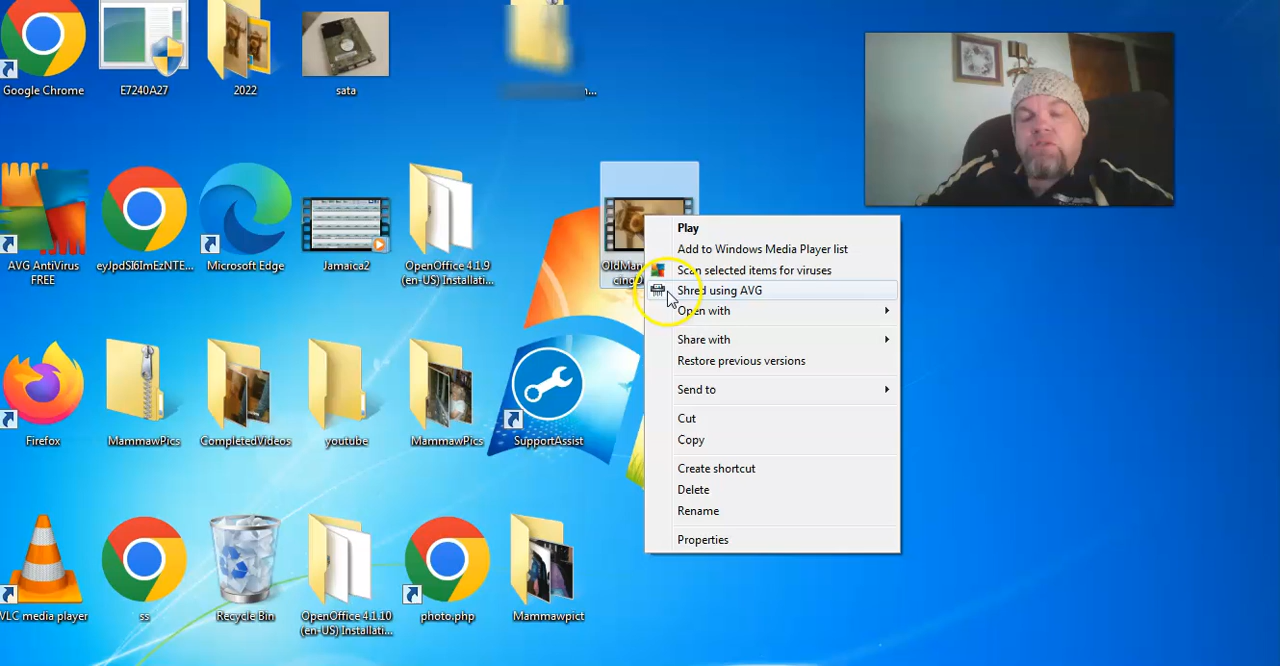 Google Chrome
E7240A27
2022
sata
AVG AntiVirus
FREE
eyJpdSI6ImEzNTE...
Microsoft Edge
Jamaica2
OpenOffice 4.1.9
(en-US) Installati...
OldMan
Play
Add to Windows Media Player list
Scan selected items for viruses
Shred using AVG
Open with
Share with
Restore previous versions
Send to
Cut
Copy
Create shortcut
Delete
Rename
Properties
Firefox
MammawPics
CompletedVideos
youtube
MammawPics
SupportAssist
VLC media player
ss
Recycle Bin
OpenOffice 4.1.10
(en-US) Installati...
photo.php
Mammawpict